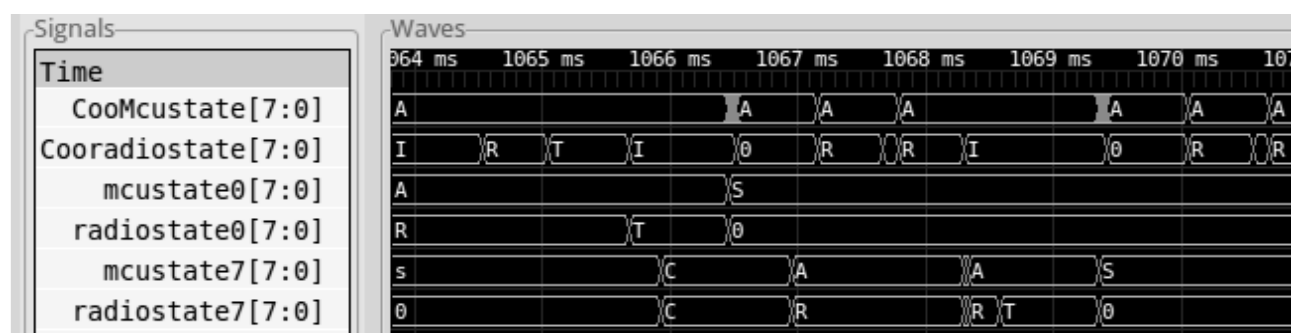 Signals
Waves
064 ms 1065 ms 1066 ms 1067 ms 1068 ms 1069 ms 1070 ms 107
Time
CooMcustate[7:0] A A A A A A A
Cooradiostate[7:0] I R T I 0 R R I 0 R R
mcustate0[7:0] A S
radiostate0[7:0] R T 0
mcustate7[7:0] s C A A S
radiostate7[7:0] 0 C R R T 0